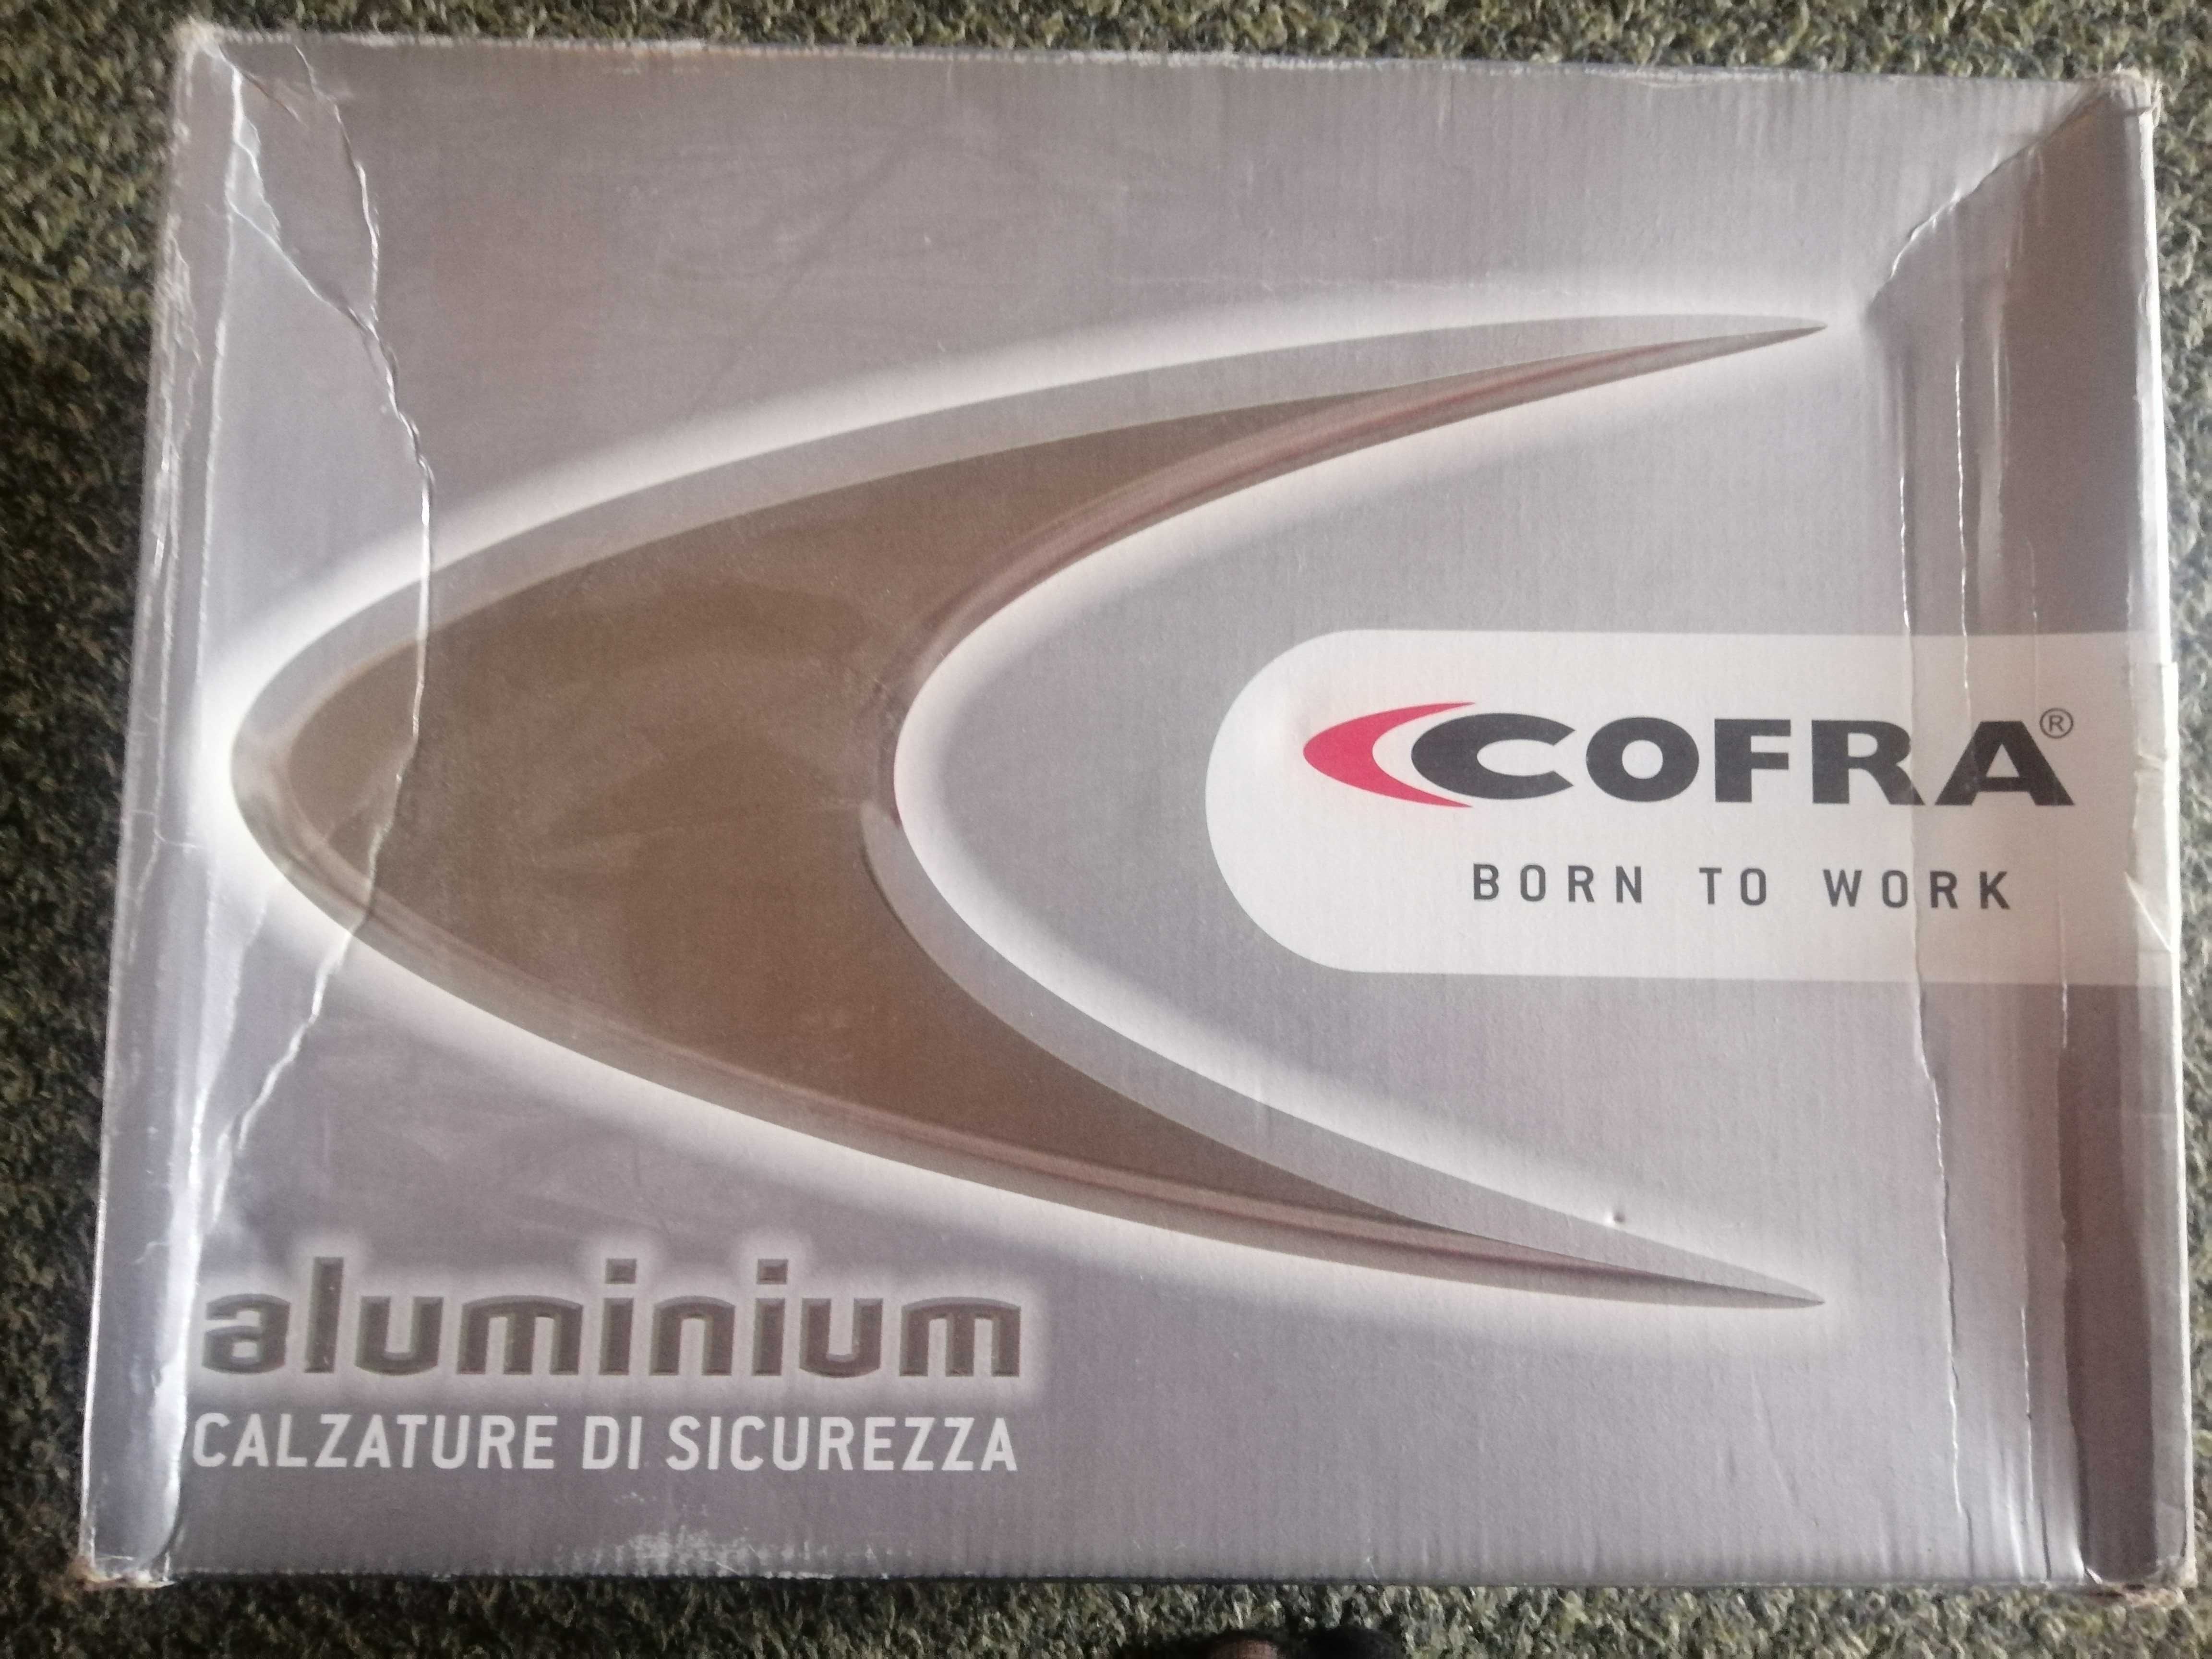 COFRA®
BORN TO WORK
aluminium
CALZATURE DI SICUREZZA